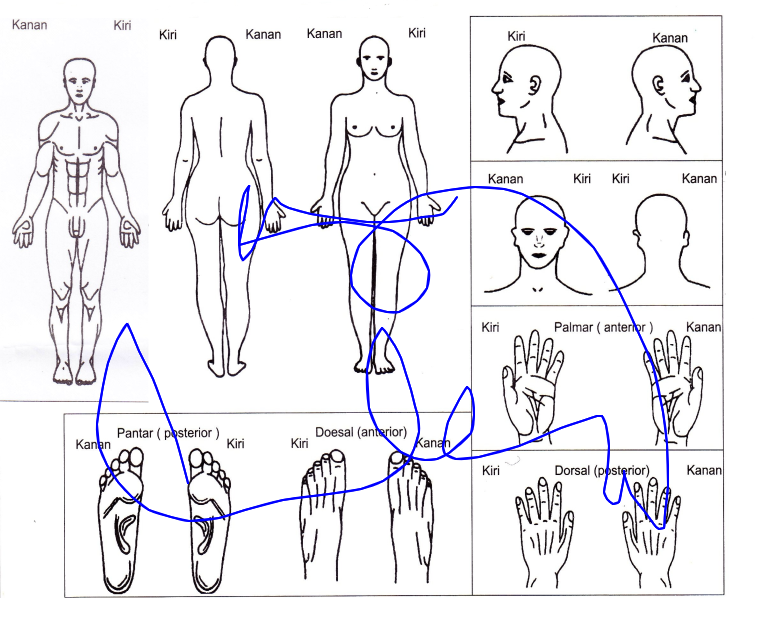 Kanan Kiri
Kiri Kanan
Kanan Kiri
Kiri Kanan
Kanan Kiri Kiri Kanan
Kiri Palmar ( anterior ) Kanan
Kiri Dorsal (posterior) Kanan
Kanan Pantar ( posterior ) Kiri
Kiri Doesal (anterior) Kanan